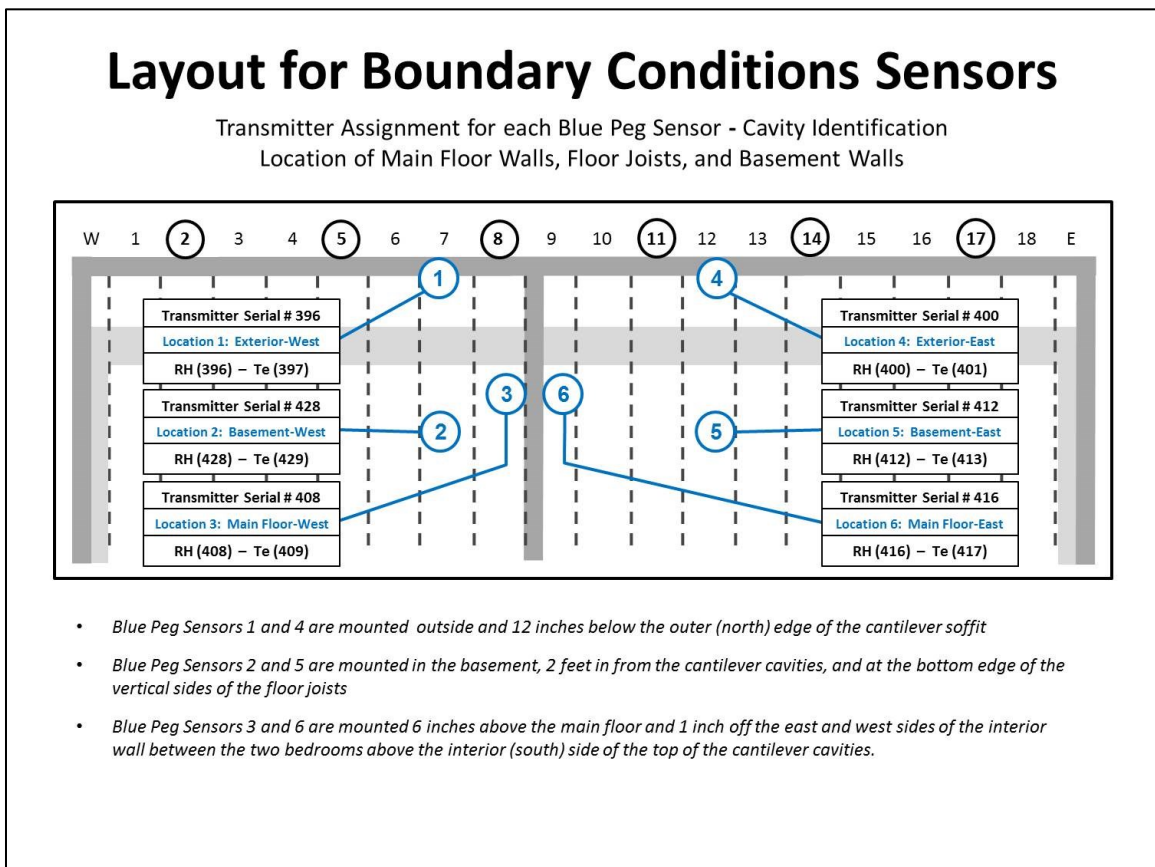 Layout for Boundary Conditions Sensors
Transmitter Assignment for each Blue Peg Sensor - Cavity Identification
Location of Main Floor Walls, Floor Joists, and Basement Walls
W 1 2 3 4 5 6 7 8 9 10 11 12 13 14 15 16 17 18 E
1
4
Transmitter Serial # 396
Location 1: Exterior-West
RH (396) – Te (397)
Transmitter Serial # 400
Location 4: Exterior-East
RH (400) – Te (401)
3
6
Transmitter Serial # 428
Location 2: Basement-West
RH (428) – Te (429)
2
5
Transmitter Serial # 412
Location 5: Basement-East
RH (412) – Te (413)
Transmitter Serial # 408
Location 3: Main Floor-West
RH (408) – Te (409)
Transmitter Serial # 416
Location 6: Main Floor-East
RH (416) – Te (417)
• Blue Peg Sensors 1 and 4 are mounted outside and 12 inches below the outer (north) edge of the cantilever soffit
• Blue Peg Sensors 2 and 5 are mounted in the basement, 2 feet in from the cantilever cavities, and at the bottom edge of the
vertical sides of the floor joists
• Blue Peg Sensors 3 and 6 are mounted 6 inches above the main floor and 1 inch off the east and west sides of the interior
wall between the two bedrooms above the interior (south) side of the top of the cantilever cavities.